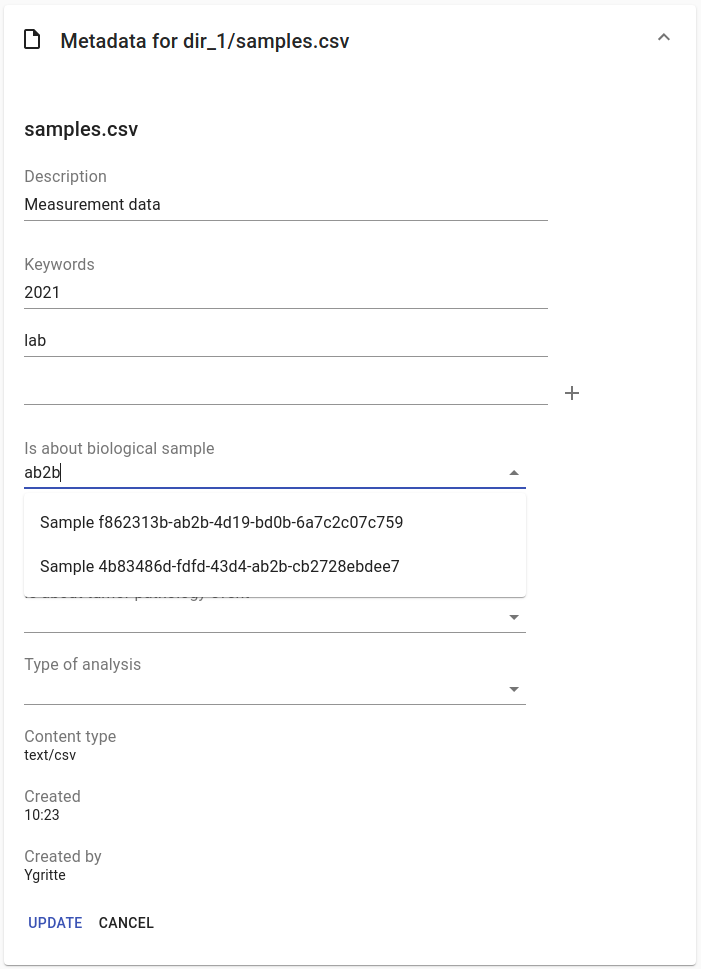 Metadata for dir_1/samples.csv
samples.csv
Description
Measurement data
Keywords
2021
lab
Is about biological sample
ab2b
Sample f862313b-ab2b-4d19-bd0b-6a7c2c07c759
Sample 4b83486d-fdfd-43d4-ab2b-cb2728ebdee7
Type of analysis
Content type
text/csv
Created
10:23
Created by
Ygritte
UPDATE CANCEL